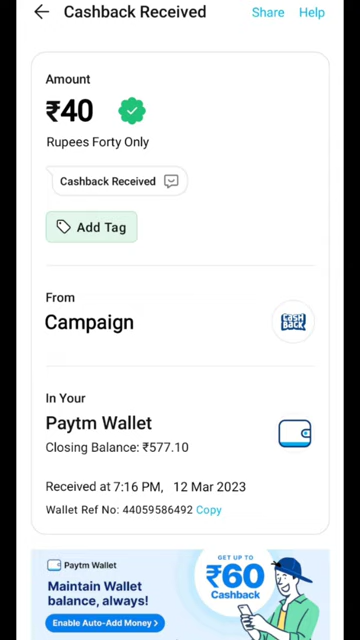 Cashback Received Share Help
Amount
₹40
Rupees Forty Only
Cashback Received
Add Tag
From
Campaign
CASH
BACK
In Your
Paytm Wallet
Closing Balance: ₹577.10
Received at 7:16 PM, 12 Mar 2023
Wallet Ref No: 44059586492 Copy
Paytm Wallet
Maintain Wallet
balance, always!
Enable Auto-Add Money >
GET UP TO
₹60
Cashback